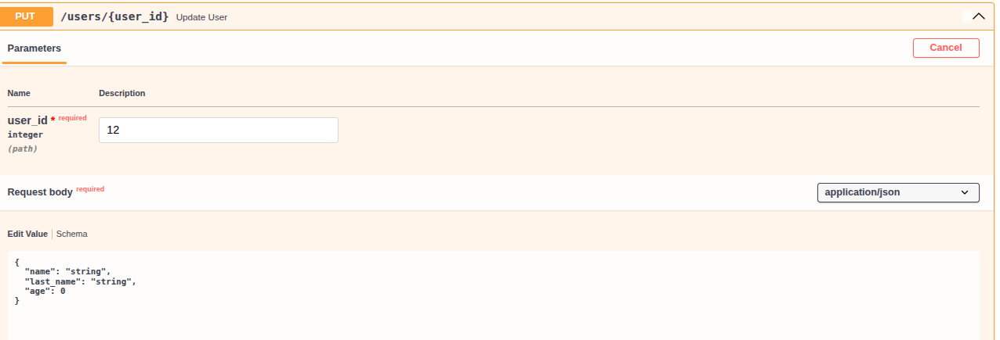 PUT /users/{user_id} Update User
Parameters
Cancel
Name Description
user_id * required
integer
(path)
12
Request body required
application/json
Edit Value | Schema
{
  "name": "string",
  "last_name": "string",
  "age": 0
}